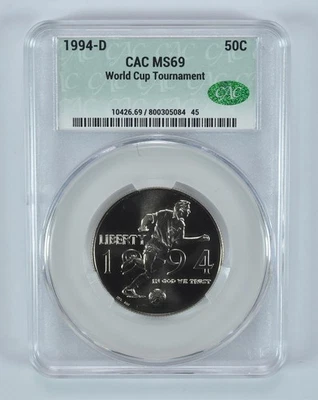 1994-D 50C
CAC MS69
World Cup Tournament
CAC
10426.69 / 800305084 45
LIBERTY
1994
IN GOD WE TRUST